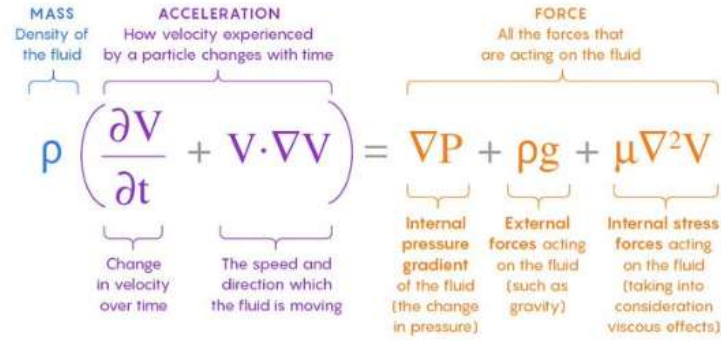 MASS
Density of
the fluid
ACCELERATION
How velocity experienced
by a particle changes with time
FORCE
All the forces that
are acting on the fluid
ρ ( ∂V/∂t + V·∇V ) = ∇P + ρg + μ∇²V
Change
in velocity
over time
The speed and
direction which
the fluid is moving
Internal
pressure
gradient
of the fluid
(the change
in pressure)
External
forces acting
on the fluid
(such as
gravity)
Internal stress
forces acting
on the fluid
(taking into
consideration
viscous effects)